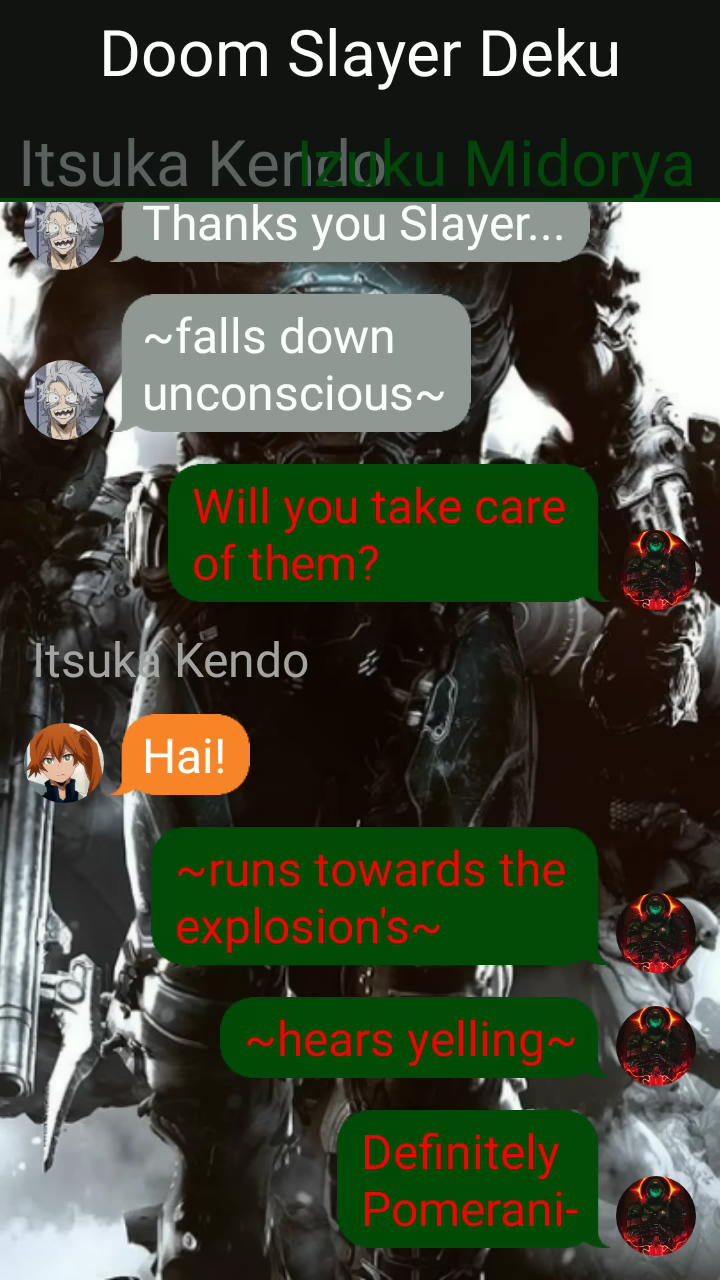 Doom Slayer Deku
Itsuka Kendo
Izuku Midorya
Thanks you Slayer...
~falls down
unconscious~
Will you take care
of them?
Itsuka Kendo
Hai!
~runs towards the
explosion's~
~hears yelling~
Definitely
Pomerani-